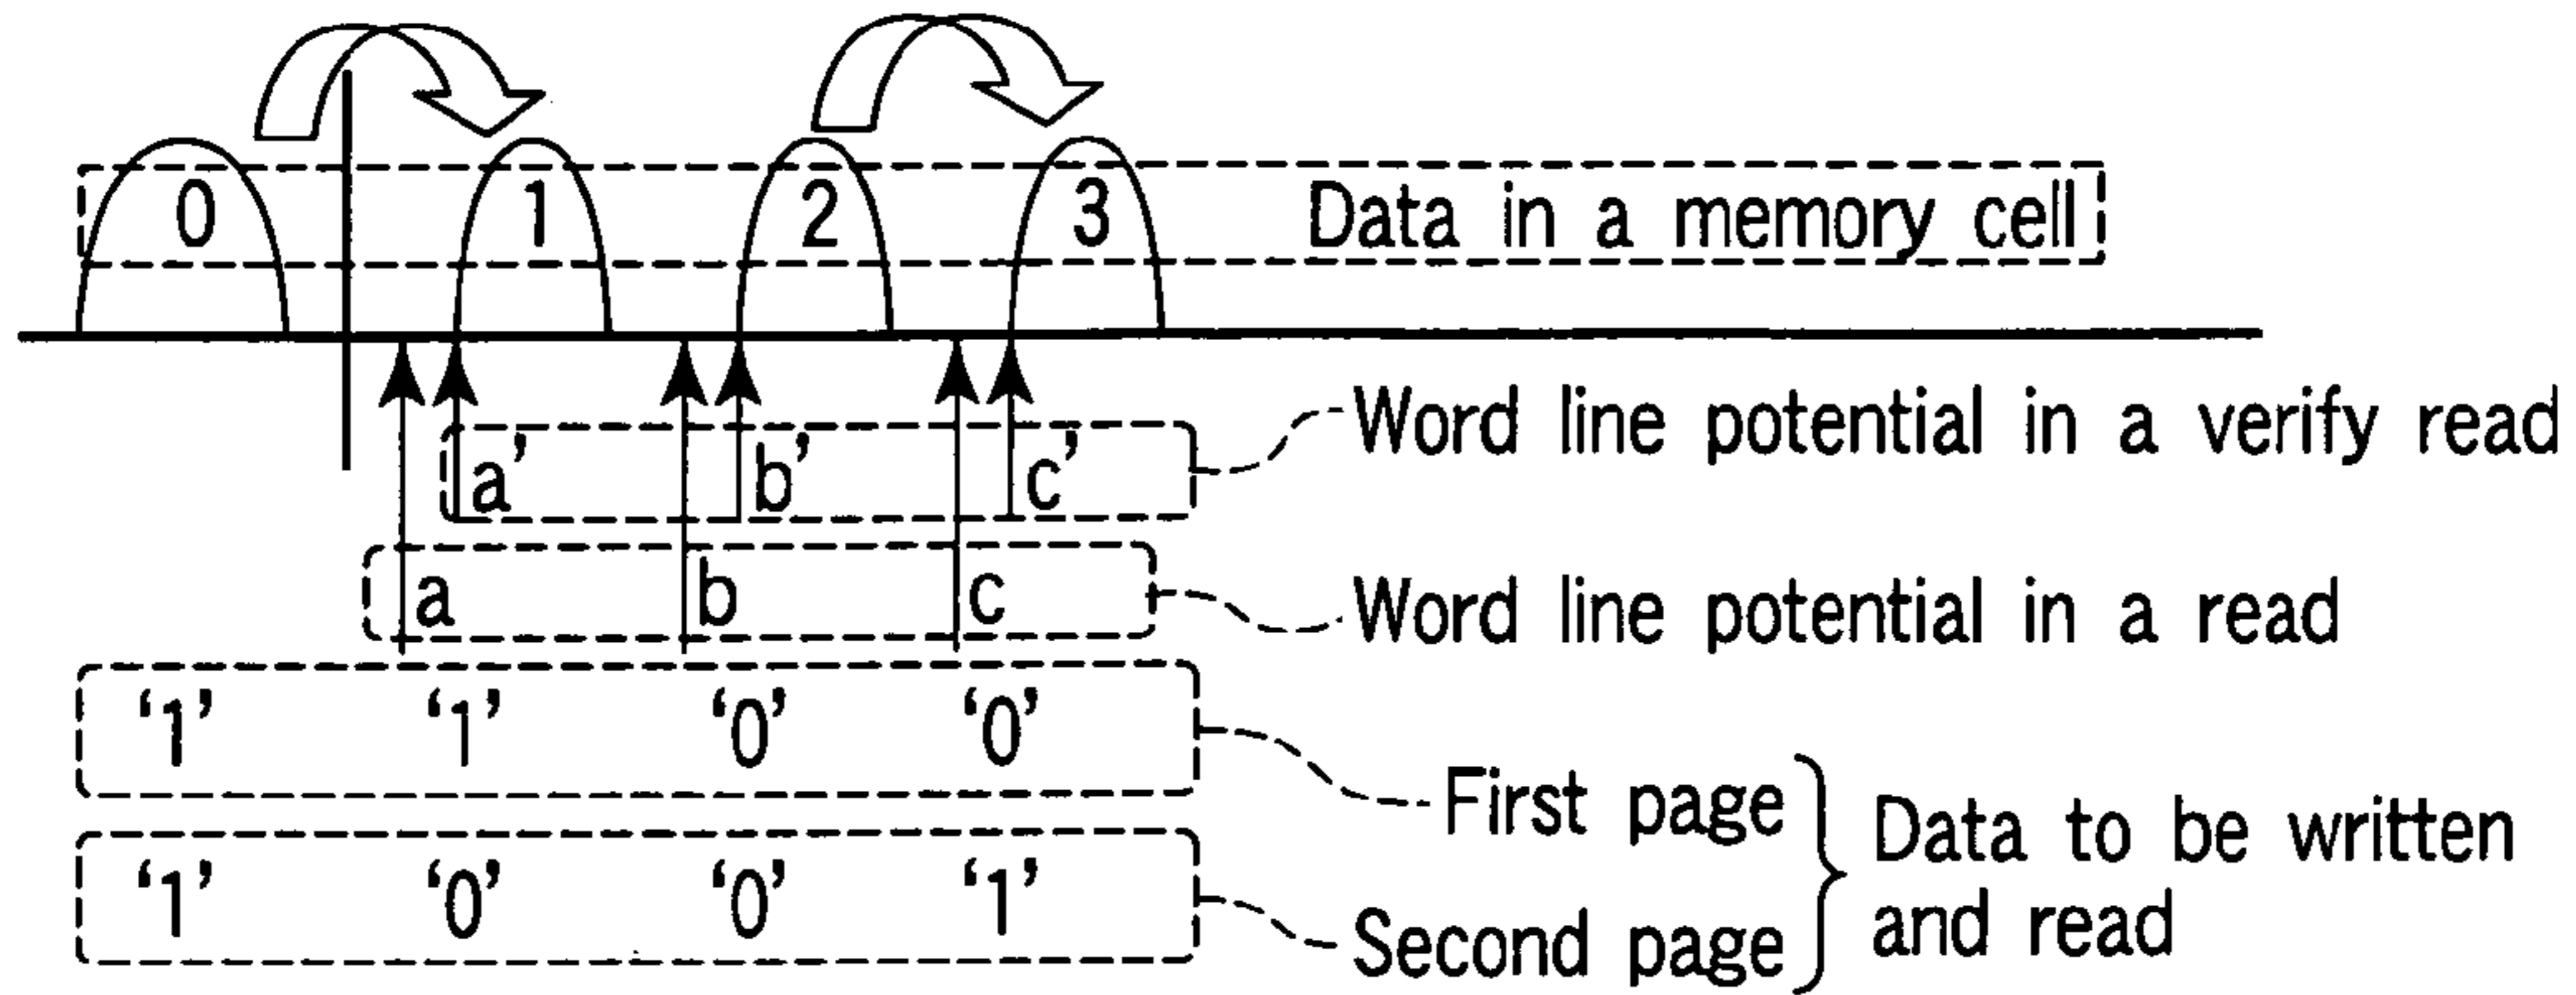 0 1 2 3 Data in a memory cell
a’ b’ c’ Word line potential in a verify read
a b c Word line potential in a read
‘1’ ‘1’ ‘0’ ‘0’
First page
‘1’ ‘0’ ‘0’ ‘1’
Second page
Data to be written
and read